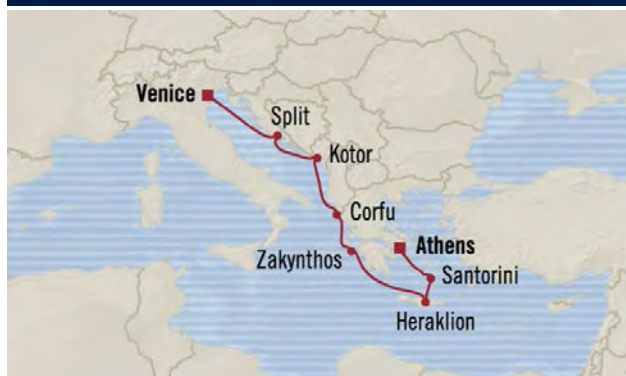 Venice
Split
Kotor
Corfu
Zakynthos
Athens
Santorini
Heraklion